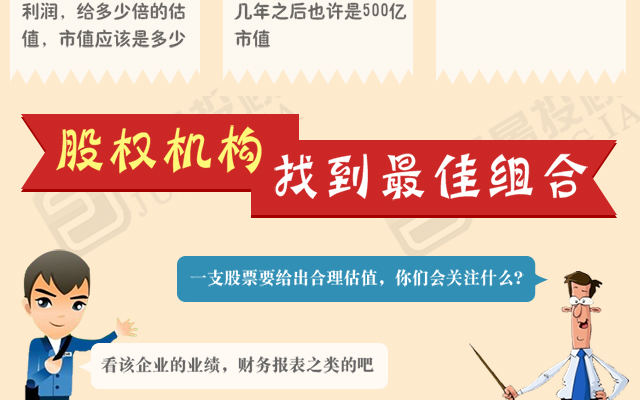 利润，给多少倍的估
值，市值应该是多少
几年之后也许是500亿
市值
股权机构
找到最佳组合
一支股票要给出合理估值，你们会关注什么？
看该企业的业绩，财务报表之类的吧